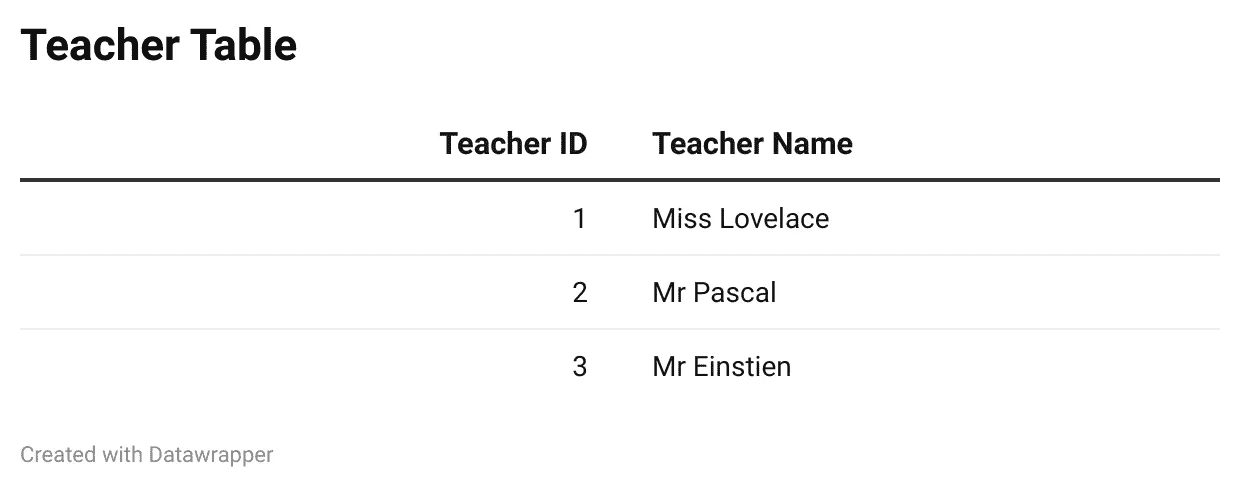 Teacher Table
Teacher ID Teacher Name
1 Miss Lovelace
2 Mr Pascal
3 Mr Einstien
Created with Datawrapper